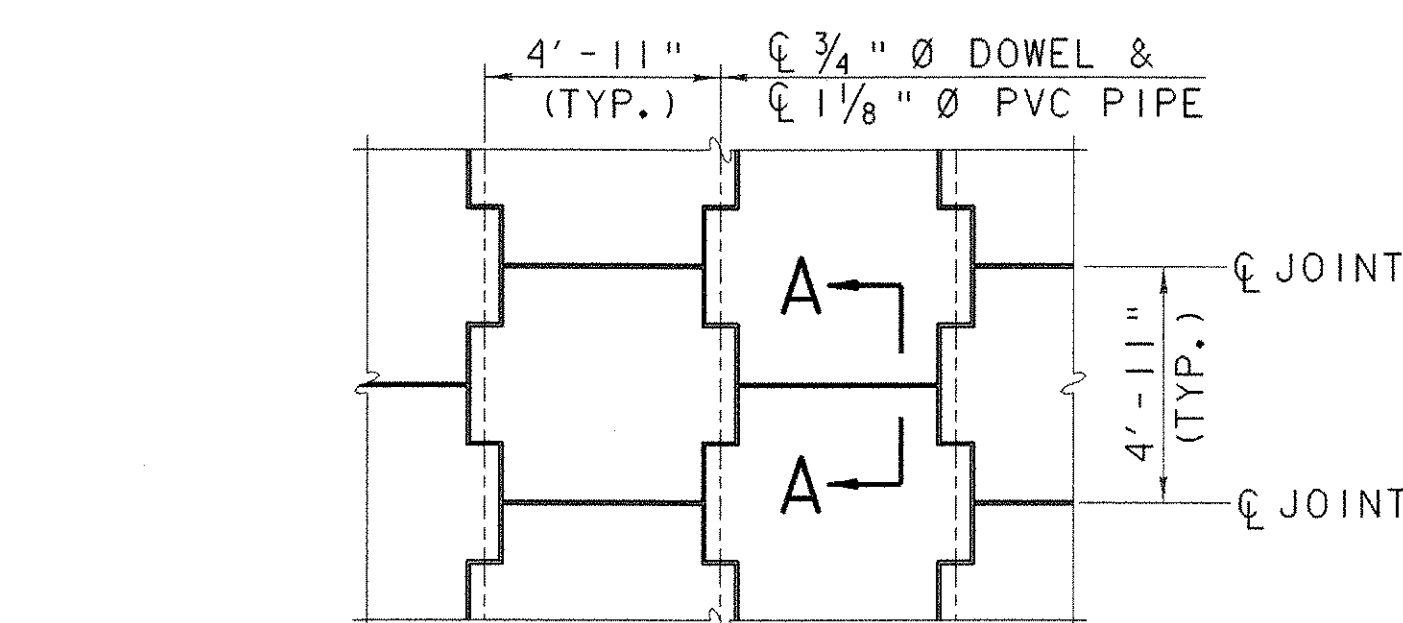 4'-11"
(TYP.)
℄ 3/4" Ø DOWEL &
℄ 1 1/8" Ø PVC PIPE
A
A
℄ JOINT
4'-11"
(TYP.)
℄ JOINT